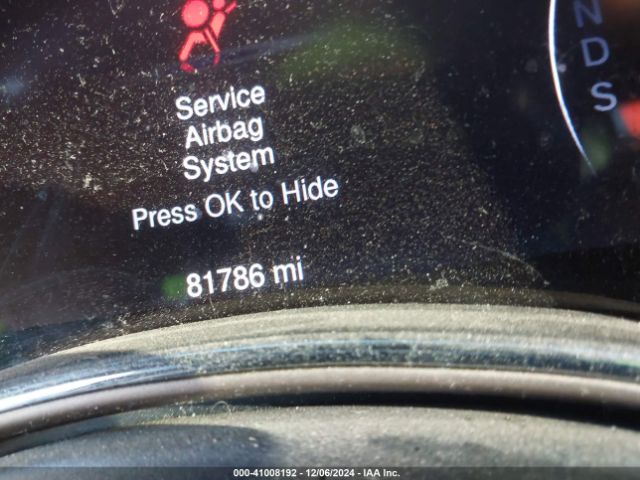 N
D
S
Service
Airbag
System
Press OK to Hide
81786 mi
000-41008192 - 12/06/2024 - IAA Inc.